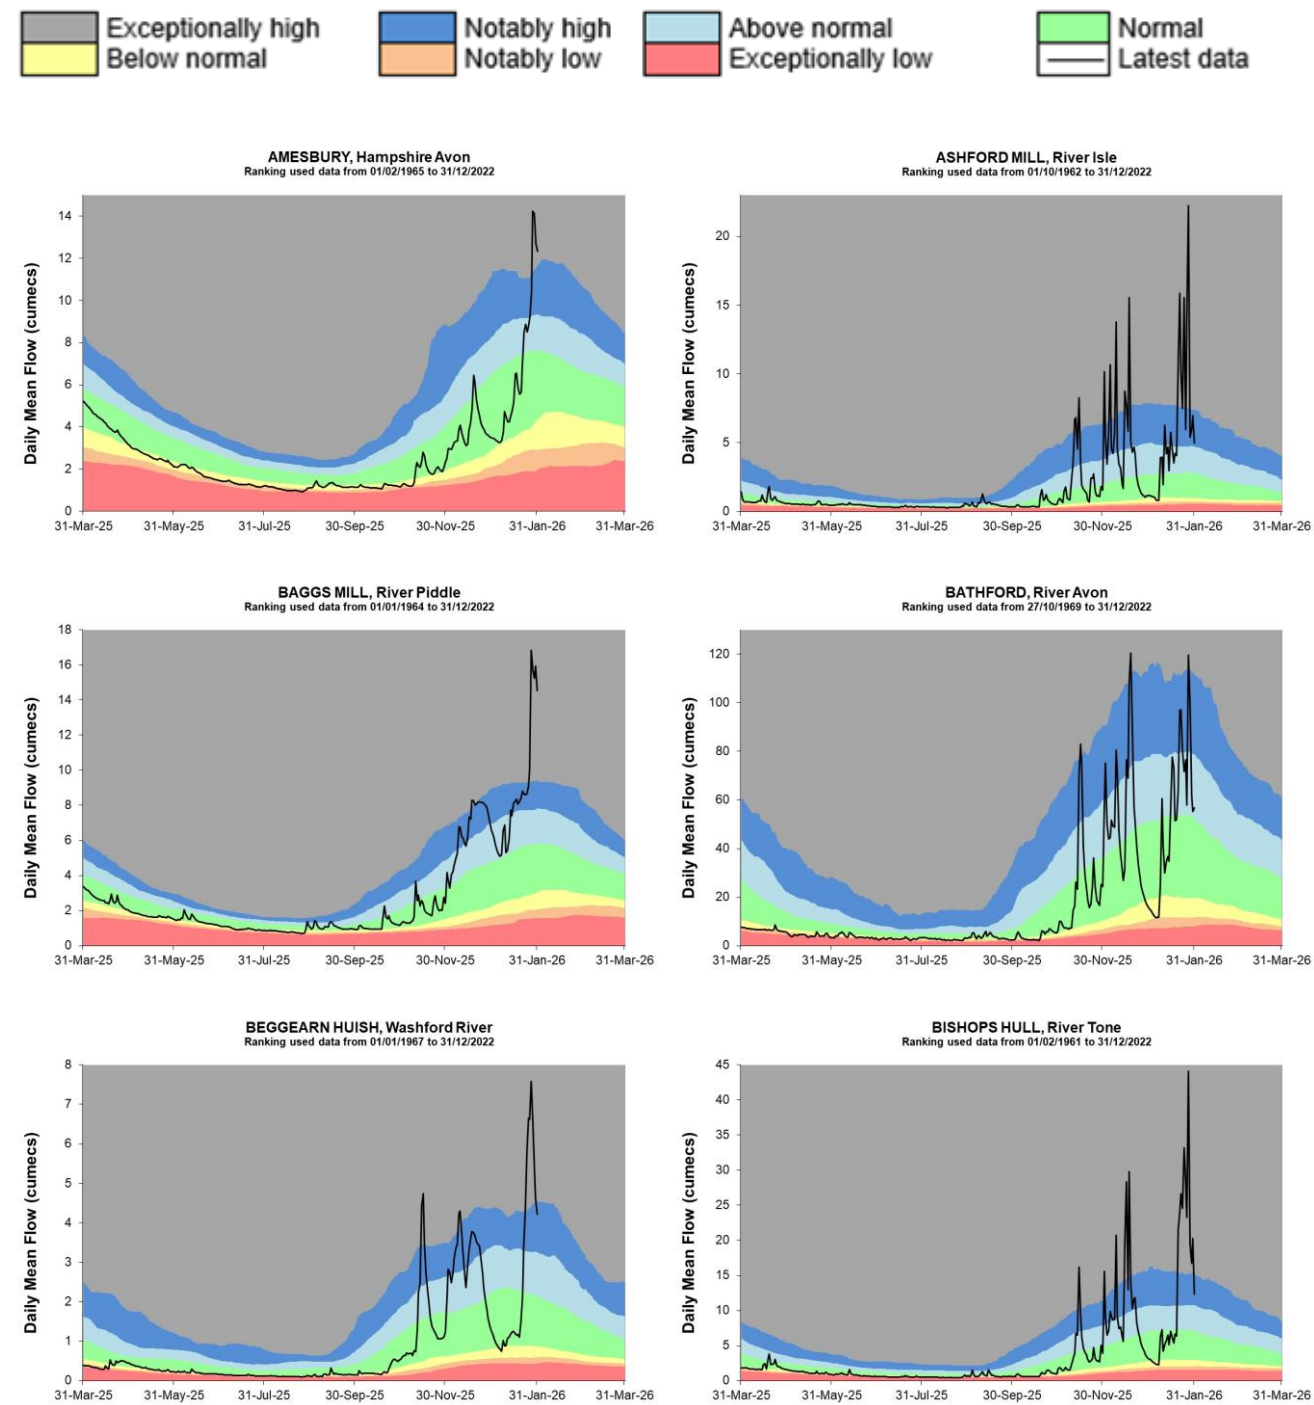 Exceptionally high Notably high Above normal Normal
Below normal Notably low Exceptionally low Latest data
AMESBURY, Hampshire Avon
Ranking used data from 01/02/1965 to 31/12/2022
Daily Mean Flow (cumecs)
14
12
10
8
6
4
2
0
31-Mar-25 31-May-25 31-Jul-25 30-Sep-25 30-Nov-25 31-Jan-26 31-Mar-26
ASHFORD MILL, River Isle
Ranking used data from 01/10/1962 to 31/12/2022
Daily Mean Flow (cumecs)
20
15
10
5
0
31-Mar-25 31-May-25 31-Jul-25 30-Sep-25 30-Nov-25 31-Jan-26 31-Mar-26
BAGGS MILL, River Piddle
Ranking used data from 01/01/1964 to 31/12/2022
Daily Mean Flow (cumecs)
18
16
14
12
10
8
6
4
2
0
31-Mar-25 31-May-25 31-Jul-25 30-Sep-25 30-Nov-25 31-Jan-26 31-Mar-26
BATHFORD, River Avon
Ranking used data from 27/10/1969 to 31/12/2022
Daily Mean Flow (cumecs)
120
100
80
60
40
20
0
31-Mar-25 31-May-25 31-Jul-25 30-Sep-25 30-Nov-25 31-Jan-26 31-Mar-26
BEGGEARN HUISH, Washford River
Ranking used data from 01/01/1967 to 31/12/2022
Daily Mean Flow (cumecs)
8
7
6
5
4
3
2
1
0
31-Mar-25 31-May-25 31-Jul-25 30-Sep-25 30-Nov-25 31-Jan-26 31-Mar-26
BISHOPS HULL, River Tone
Ranking used data from 01/02/1961 to 31/12/2022
Daily Mean Flow (cumecs)
45
40
35
30
25
20
15
10
5
0
31-Mar-25 31-May-25 31-Jul-25 30-Sep-25 30-Nov-25 31-Jan-26 31-Mar-26